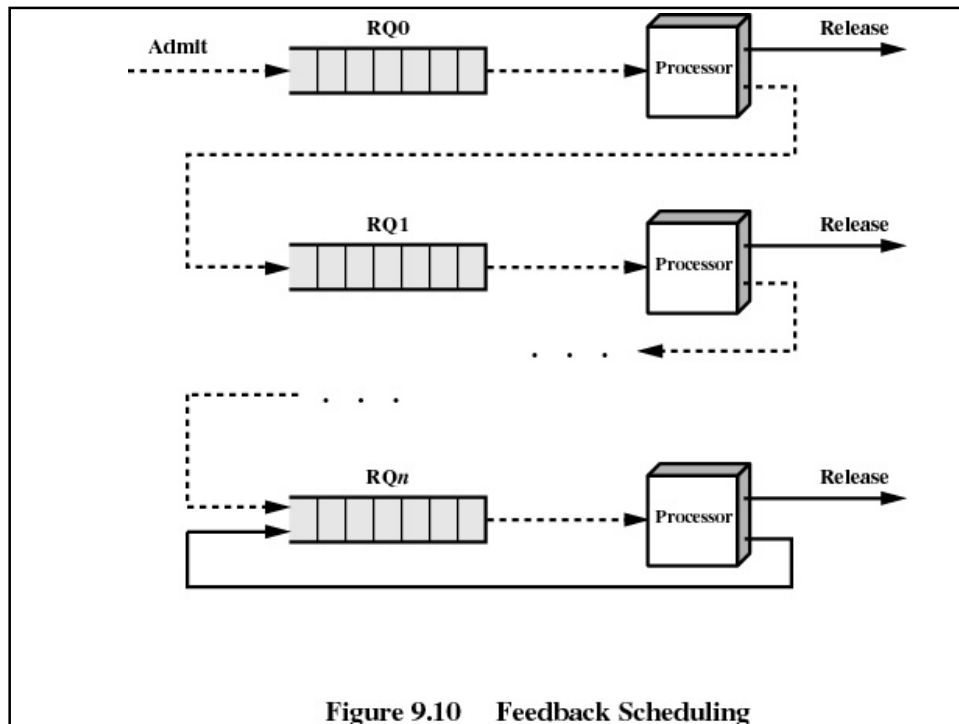 RQ0
Admit
Release
Processor
RQ1
Release
Processor
. . .
. . .
RQn
Release
Processor
Figure 9.10 Feedback Scheduling